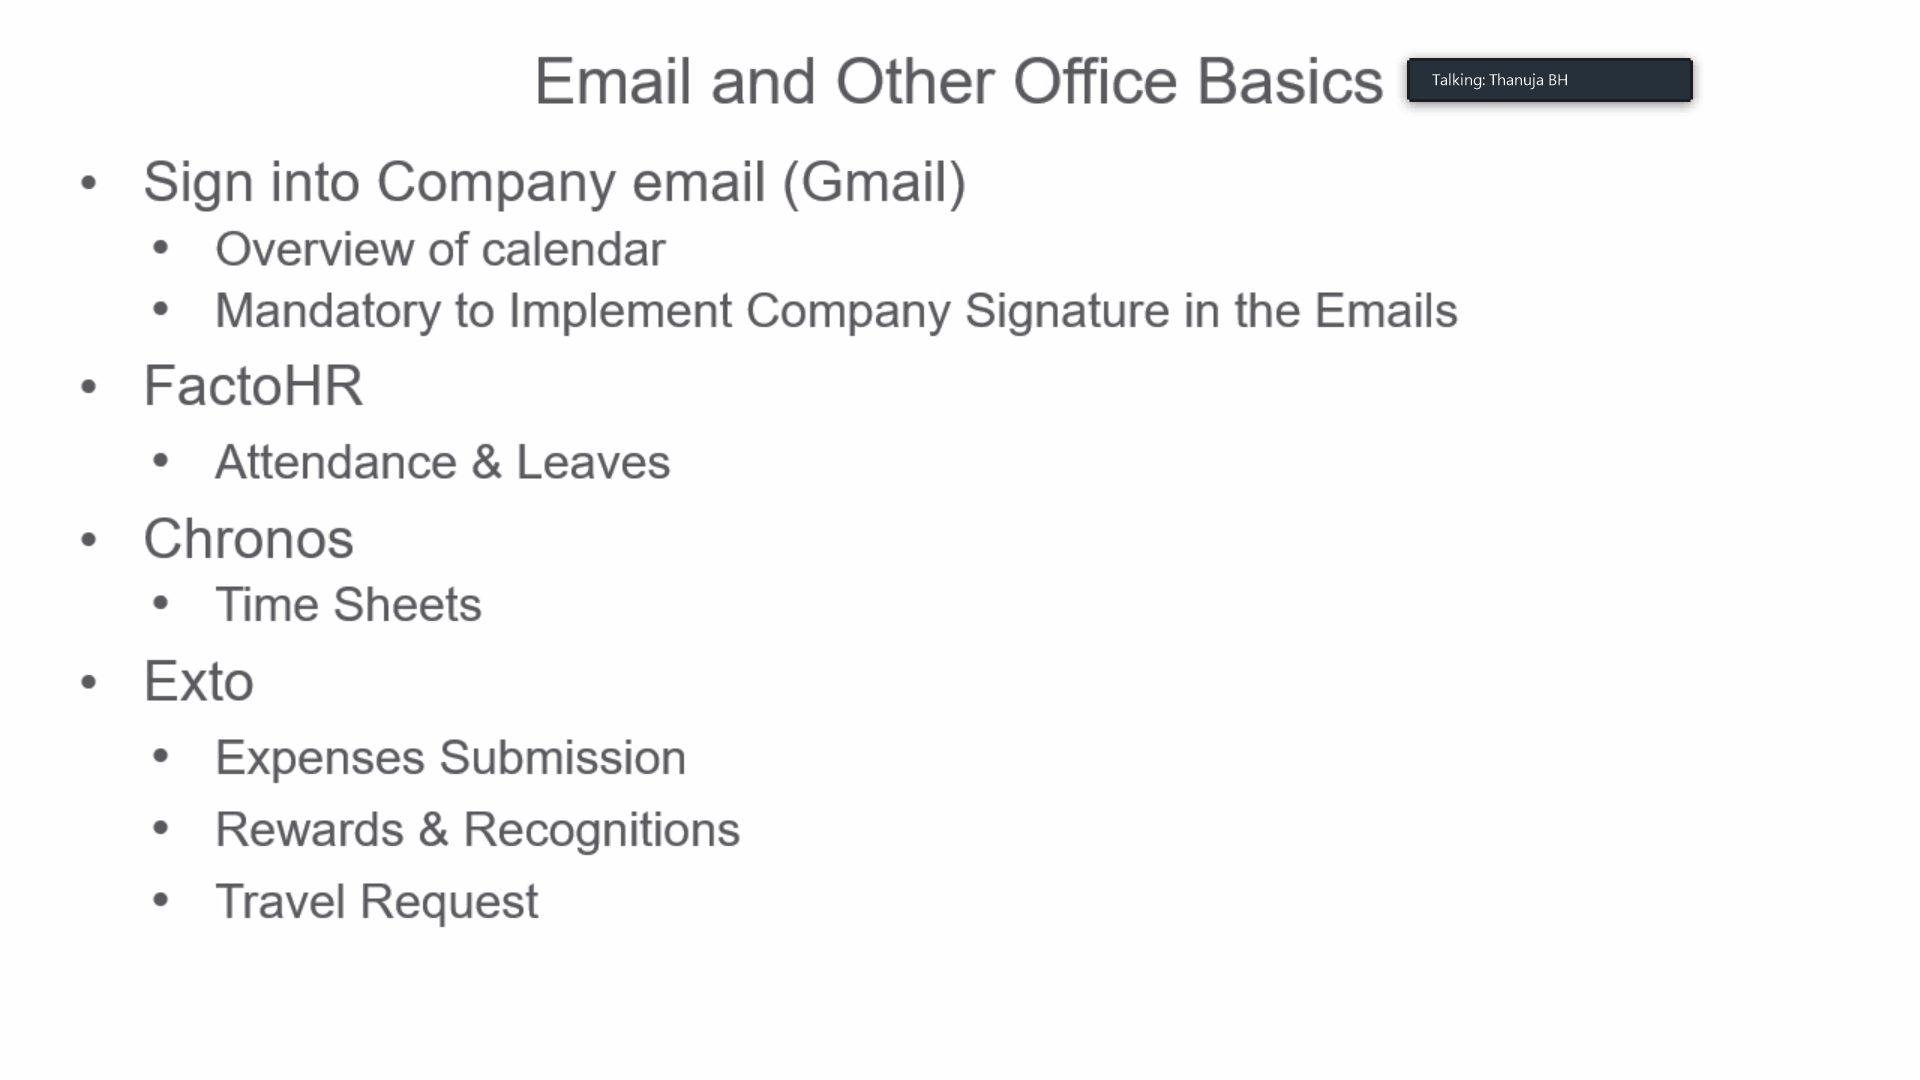 Email and Other Office Basics
Talking: Thanuja BH
• Sign into Company email (Gmail)
• Overview of calendar
• Mandatory to Implement Company Signature in the Emails
• FactoHR
• Attendance & Leaves
• Chronos
• Time Sheets
• Exto
• Expenses Submission
• Rewards & Recognitions
• Travel Request